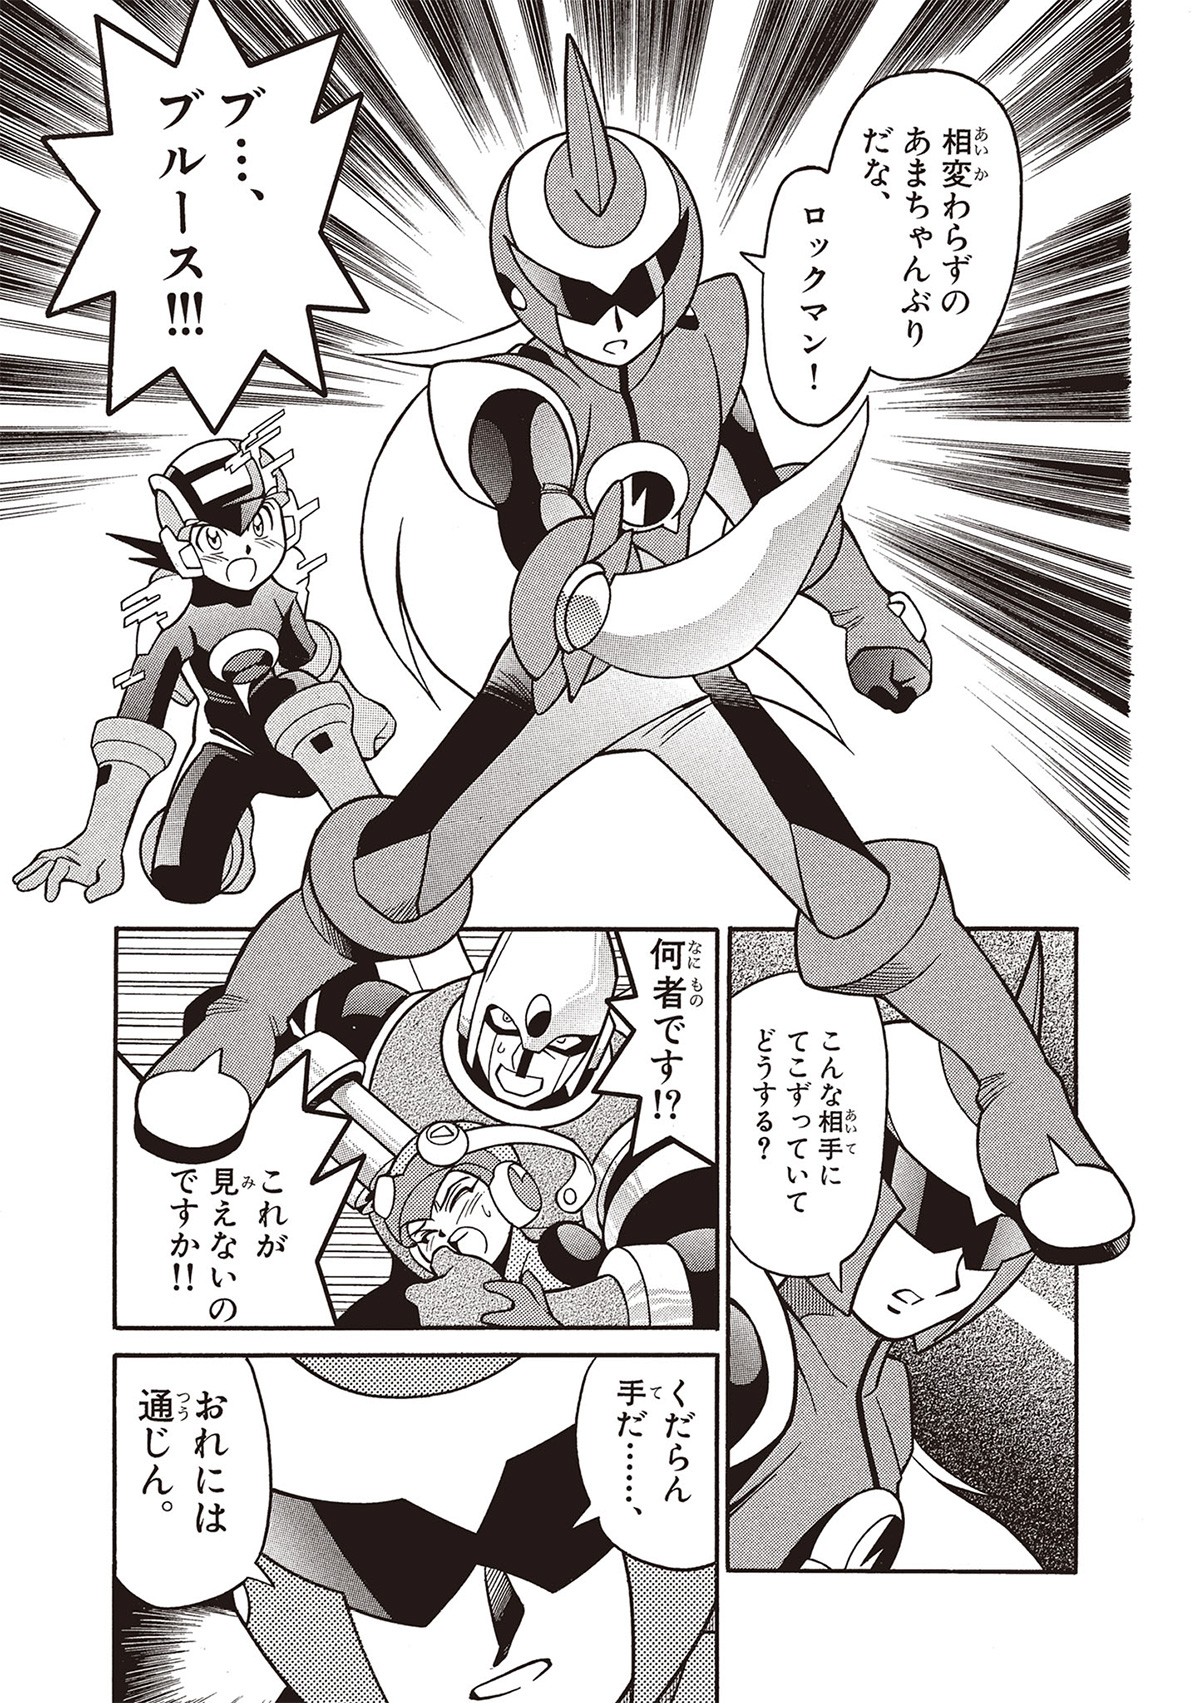 相変わらずの
あまちゃんぶり
だな、
ロックマン!
ブ…、
ブルース!!!
こんな相手に
てこずっていて
どうする?
何者です!?
これが
見えないの
ですか!!
くだらん
手だ……、
おれには
通じん。